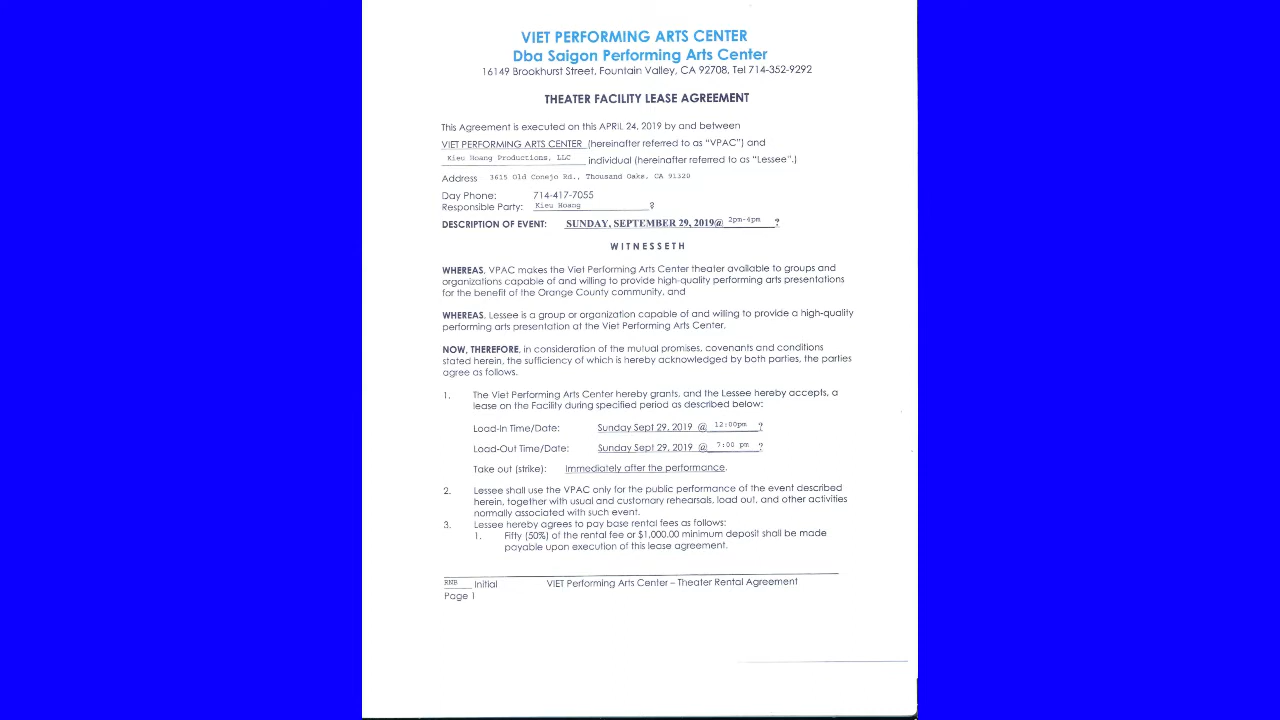 VIET PERFORMING ARTS CENTER
Dba Saigon Performing Arts Center
16149 Brookhurst Street, Fountain Valley, CA 92708, Tel 714-352-9292
THEATER FACILITY LEASE AGREEMENT
This Agreement is executed on this APRIL 24, 2019 by and between
VIET PERFORMING ARTS CENTER (hereinafter referred to as "VPAC") and
Kieu Hoang Productions, LLC individual (hereinafter referred to as "Lessee".)
Address 3615 Old Conejo Rd., Thousand Oaks, CA 91320
Day Phone: 714-417-7055
Responsible Party: Kieu Hoang ?
DESCRIPTION OF EVENT: SUNDAY, SEPTEMBER 29, 2019@ 2pm-4pm ?
WITNESSETH
WHEREAS, VPAC makes the Viet Performing Arts Center theater available to groups and
organizations capable of and willing to provide high-quality performing arts presentations
for the benefit of the Orange County community, and
WHEREAS, Lessee is a group or organization capable of and willing to provide a high-quality
performing arts presentation at the Viet Performing Arts Center,
NOW, THEREFORE, in consideration of the mutual promises, covenants and conditions
stated herein, the sufficiency of which is hereby acknowledged by both parties, the parties
agree as follows.
1. The Viet Performing Arts Center hereby grants, and the Lessee hereby accepts, a
lease on the Facility during specified period as described below:
Load-In Time/Date: Sunday Sept 29, 2019 @ 12:00pm ?
Load-Out Time/Date: Sunday Sept 29, 2019 @ 7:00 pm ?
Take out (strike): Immediately after the performance.
2. Lessee shall use the VPAC only for the public performance of the event described
herein, together with usual and customary rehearsals, load out, and other activities
normally associated with such event.
3. Lessee hereby agrees to pay base rental fees as follows:
1. Fifty (50%) of the rental fee or $1,000.00 minimum deposit shall be made
payable upon execution of this lease agreement.
RNB Initial VIET Performing Arts Center – Theater Rental Agreement
Page 1